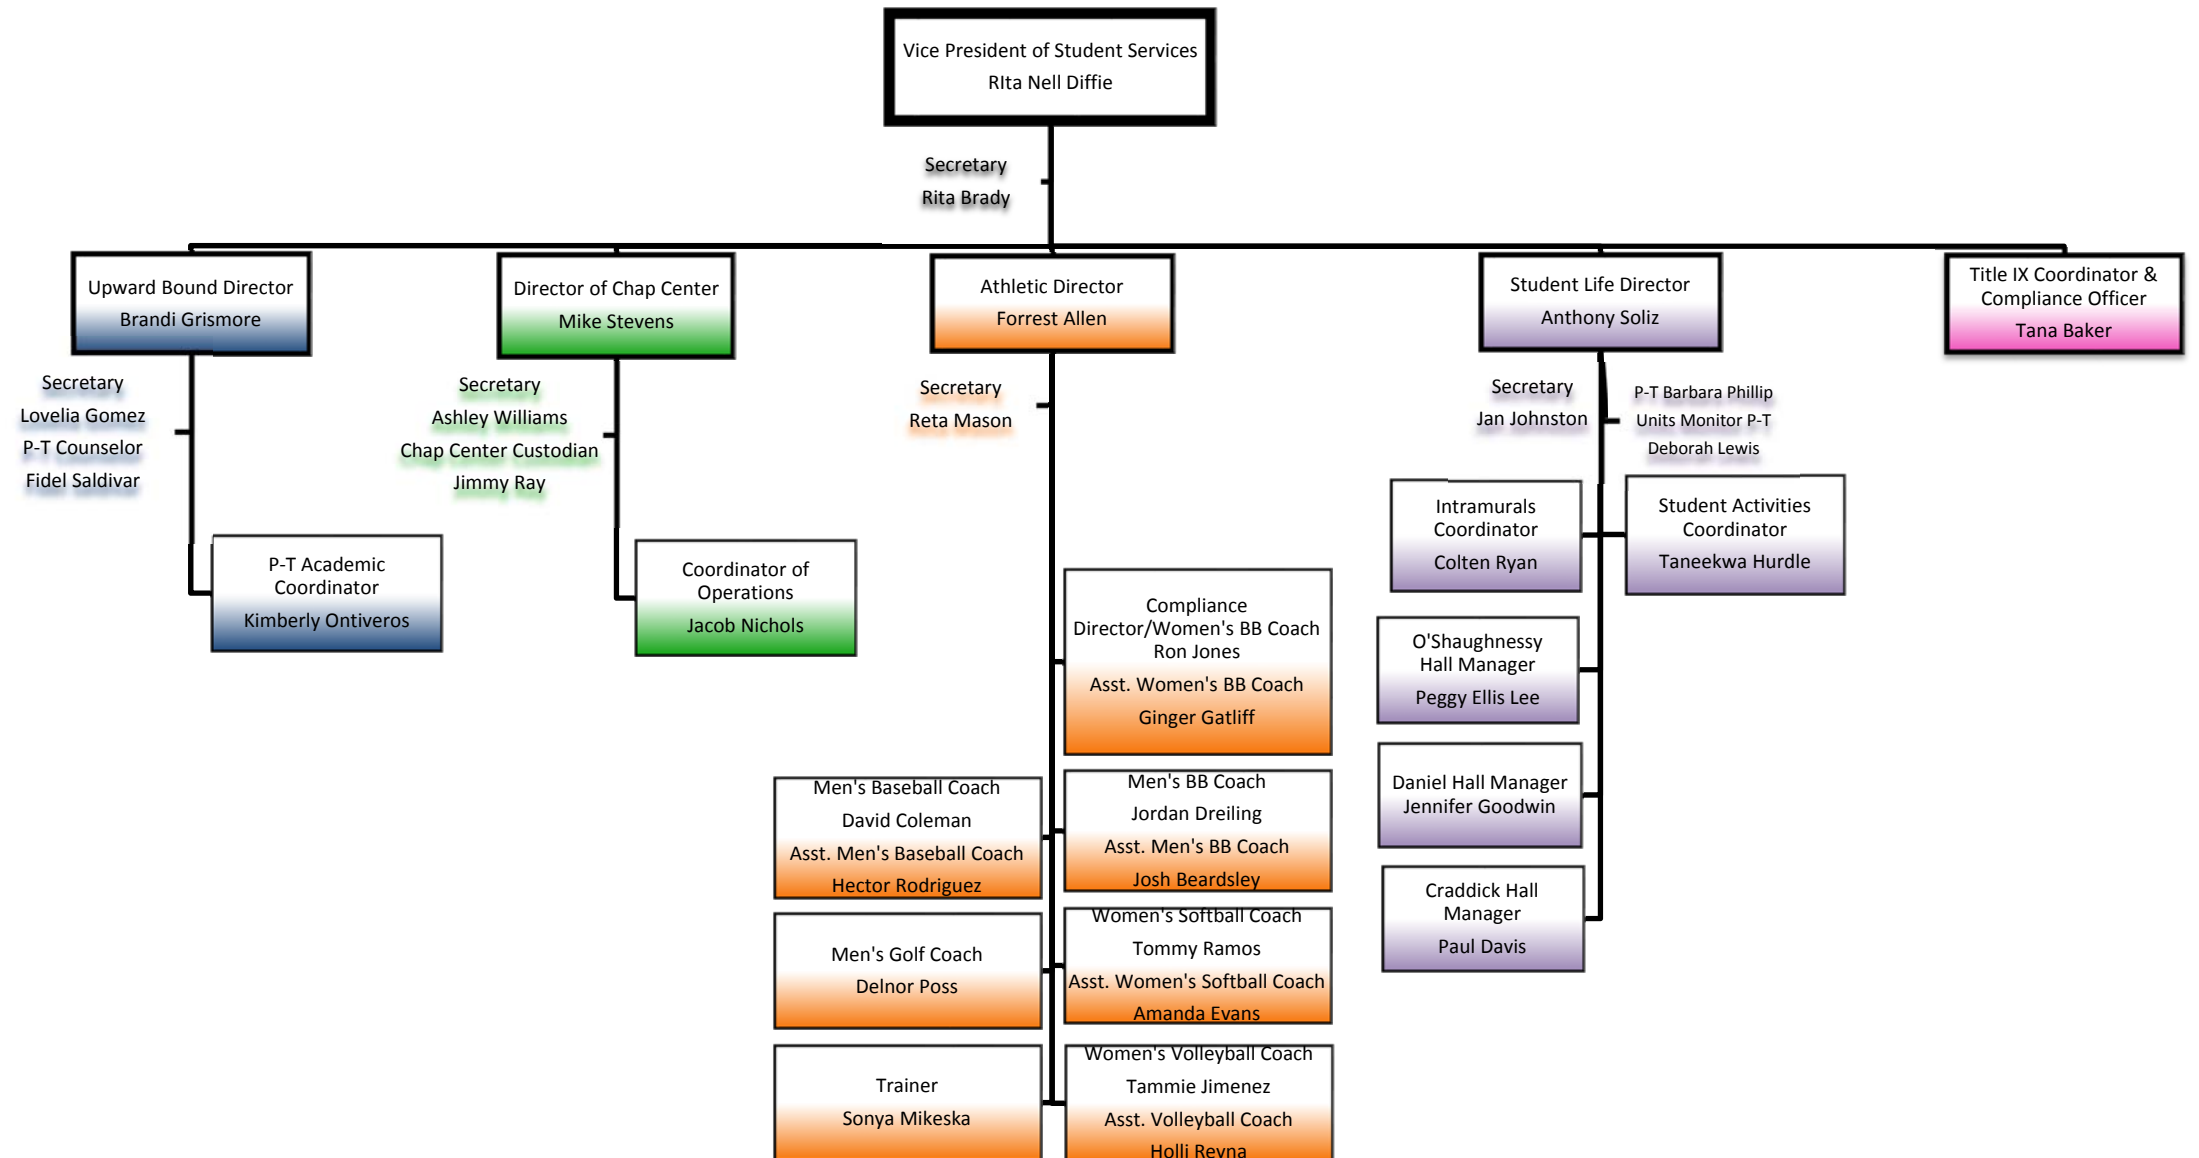 Vice President of Student Services
RIta Nell Diffie
Secretary
Rita Brady
Upward Bound Director
Brandi Grismore
Director of Chap Center
Mike Stevens
Athletic Director
Forrest Allen
Student Life Director
Anthony Soliz
Title IX Coordinator &
Compliance Officer
Tana Baker
Secretary
Lovelia Gomez
P-T Counselor
Fidel Saldivar
Secretary
Ashley Williams
Chap Center Custodian
Jimmy Ray
Secretary
Reta Mason
Secretary
Jan Johnston
P-T Barbara Phillip
Units Monitor P-T
Deborah Lewis
P-T Academic
Coordinator
Kimberly Ontiveros
Coordinator of
Operations
Jacob Nichols
Compliance
Director/Women's BB Coach
Ron Jones
Asst. Women's BB Coach
Ginger Gatliff
Men's Baseball Coach
David Coleman
Asst. Men's Baseball Coach
Hector Rodriguez
Men's BB Coach
Jordan Dreiling
Asst. Men's BB Coach
Josh Beardsley
Men's Golf Coach
Delnor Poss
Women's Softball Coach
Tommy Ramos
Asst. Women's Softball Coach
Amanda Evans
Trainer
Sonya Mikeska
Women's Volleyball Coach
Tammie Jimenez
Asst. Volleyball Coach
Holli Reyna
Intramurals
Coordinator
Colten Ryan
Student Activities
Coordinator
Taneekwa Hurdle
O'Shaughnessy
Hall Manager
Peggy Ellis Lee
Daniel Hall Manager
Jennifer Goodwin
Craddick Hall
Manager
Paul Davis